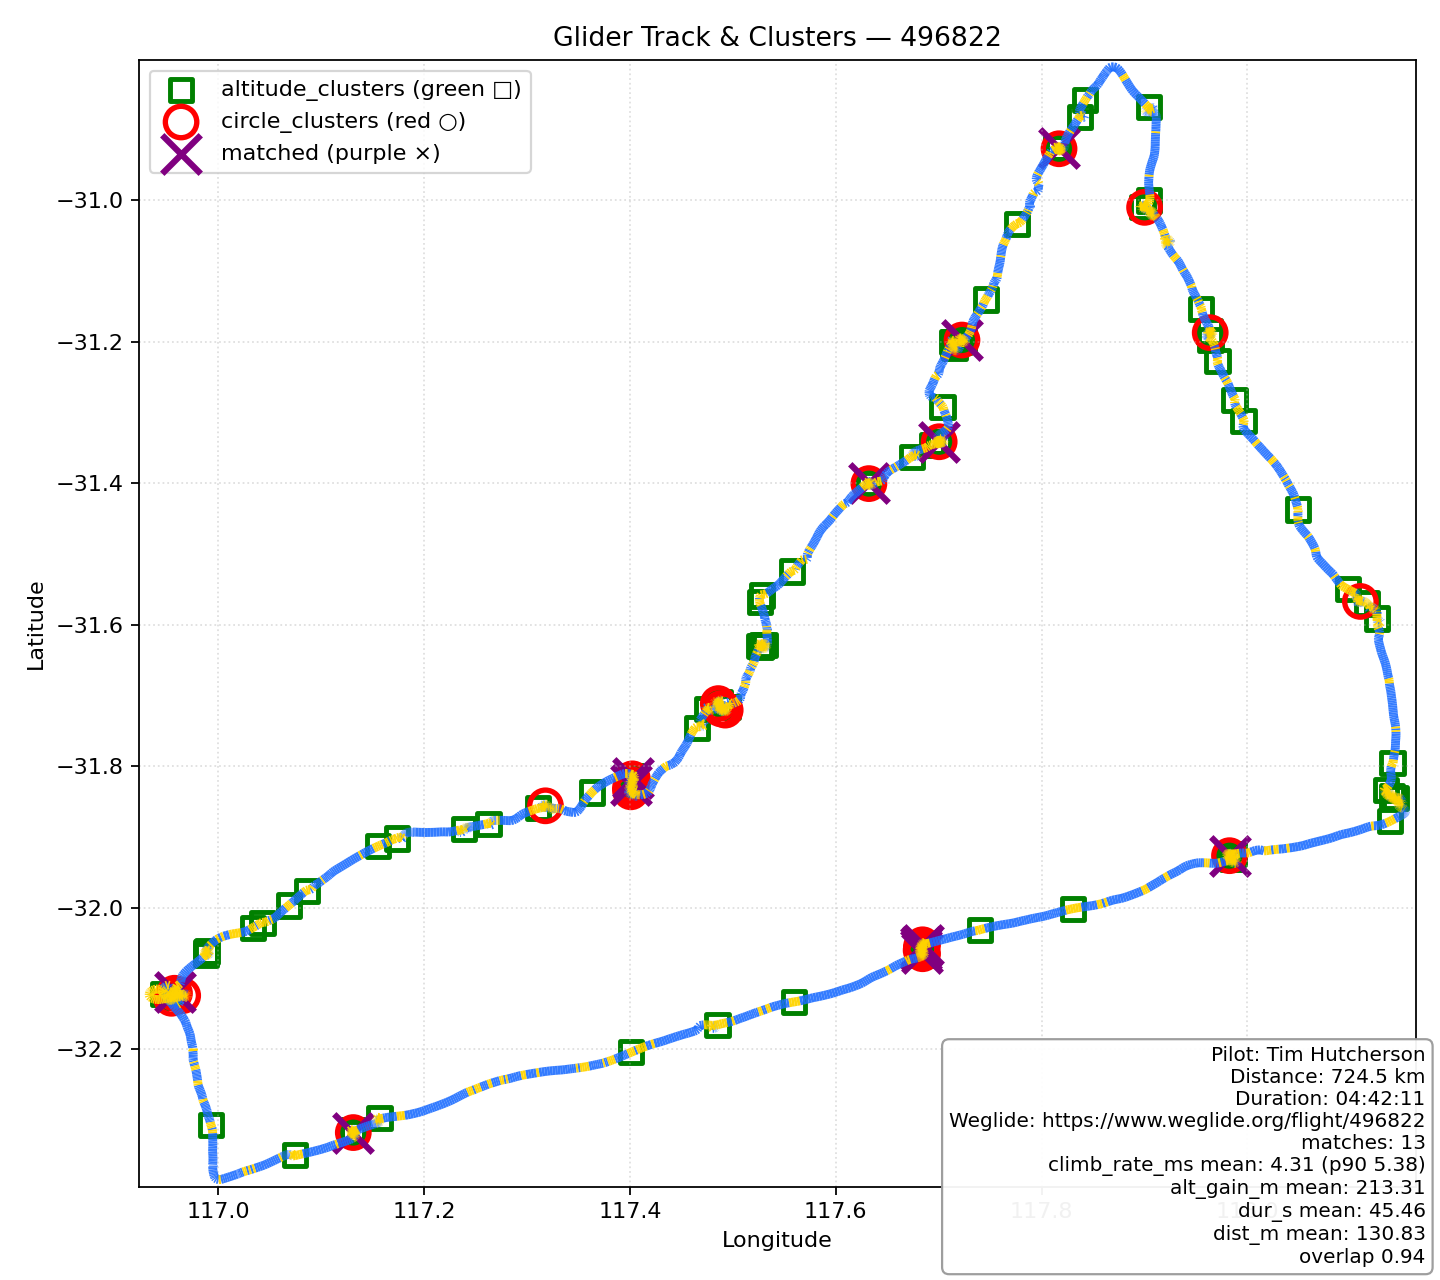 Glider Track & Clusters — 496822
altitude_clusters (green □)
circle_clusters (red ○)
matched (purple ×)
Latitude
−31.0
−31.2
−31.4
−31.6
−31.8
−32.0
−32.2
117.0
117.2
117.4
117.6
117.8
Longitude
Pilot: Tim Hutcherson
Distance: 724.5 km
Duration: 04:42:11
Weglide: https://www.weglide.org/flight/496822
matches: 13
climb_rate_ms mean: 4.31 (p90 5.38)
alt_gain_m mean: 213.31
dur_s mean: 45.46
dist_m mean: 130.83
overlap 0.94